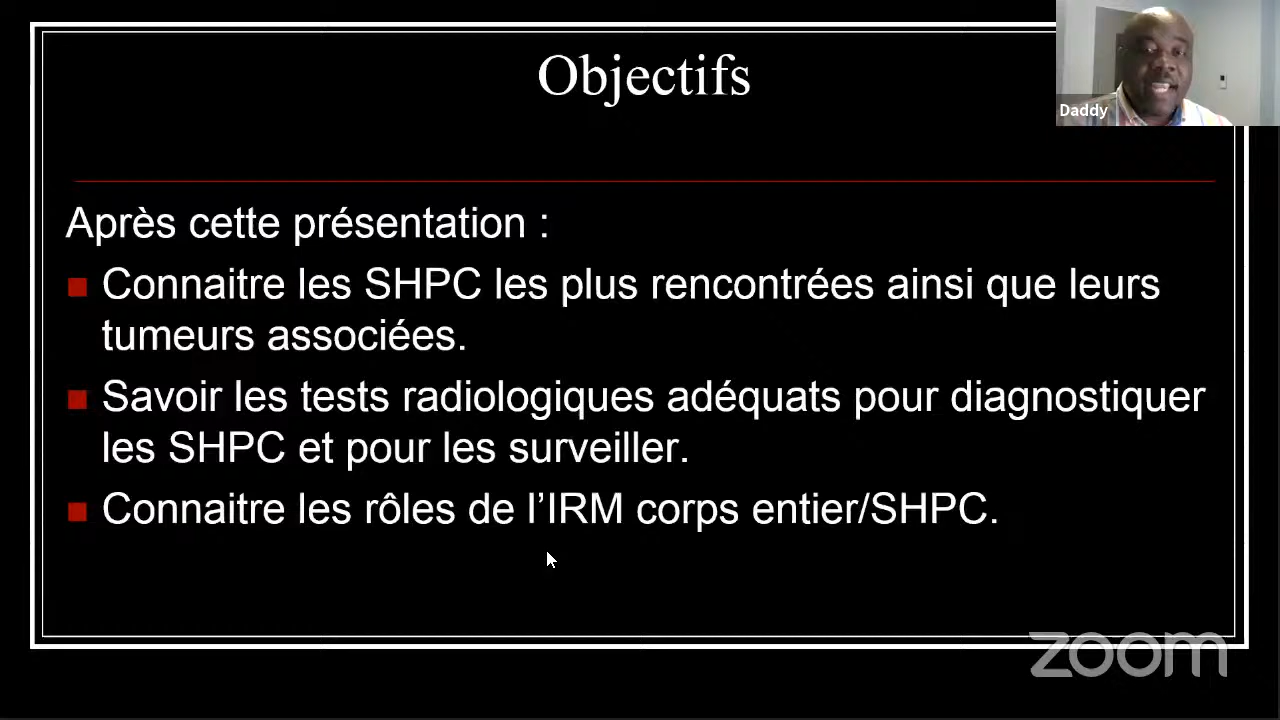 Objectifs
Daddy
Après cette présentation :
Connaitre les SHPC les plus rencontrées ainsi que leurs
tumeurs associées.
Savoir les tests radiologiques adéquats pour diagnostiquer
les SHPC et pour les surveiller.
Connaitre les rôles de l’IRM corps entier/SHPC.
zoom